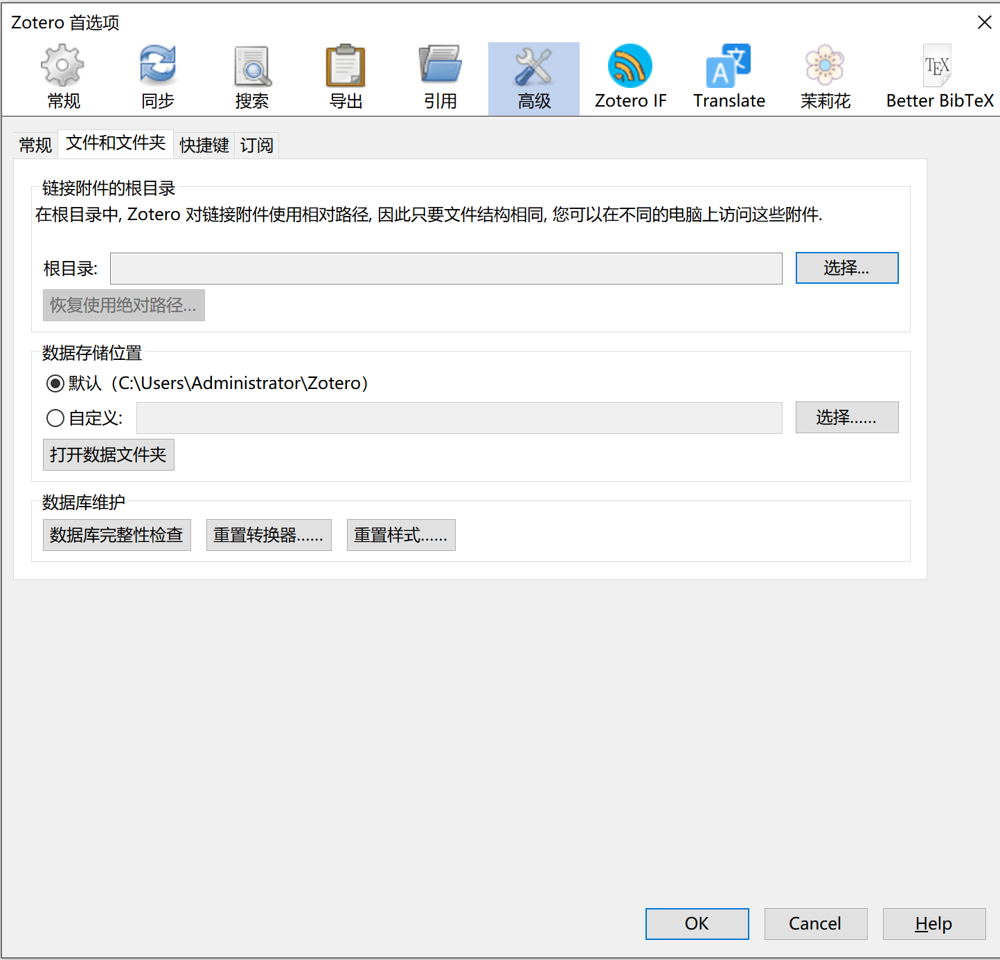 Zotero 首选项
常规 同步 搜索 导出 引用 高级 Zotero IF Translate 茉莉花 Better BibTeX
TEX
常规 文件和文件夹 快捷键 订阅
链接附件的根目录
在根目录中, Zotero 对链接附件使用相对路径, 因此只要文件结构相同, 您可以在不同的电脑上访问这些附件.
根目录: 选择...
恢复使用绝对路径...
数据存储位置
默认（C:\Users\Administrator\Zotero）
自定义: 选择......
打开数据文件夹
数据库维护
数据库完整性检查 重置转换器...... 重置样式......
OK Cancel Help